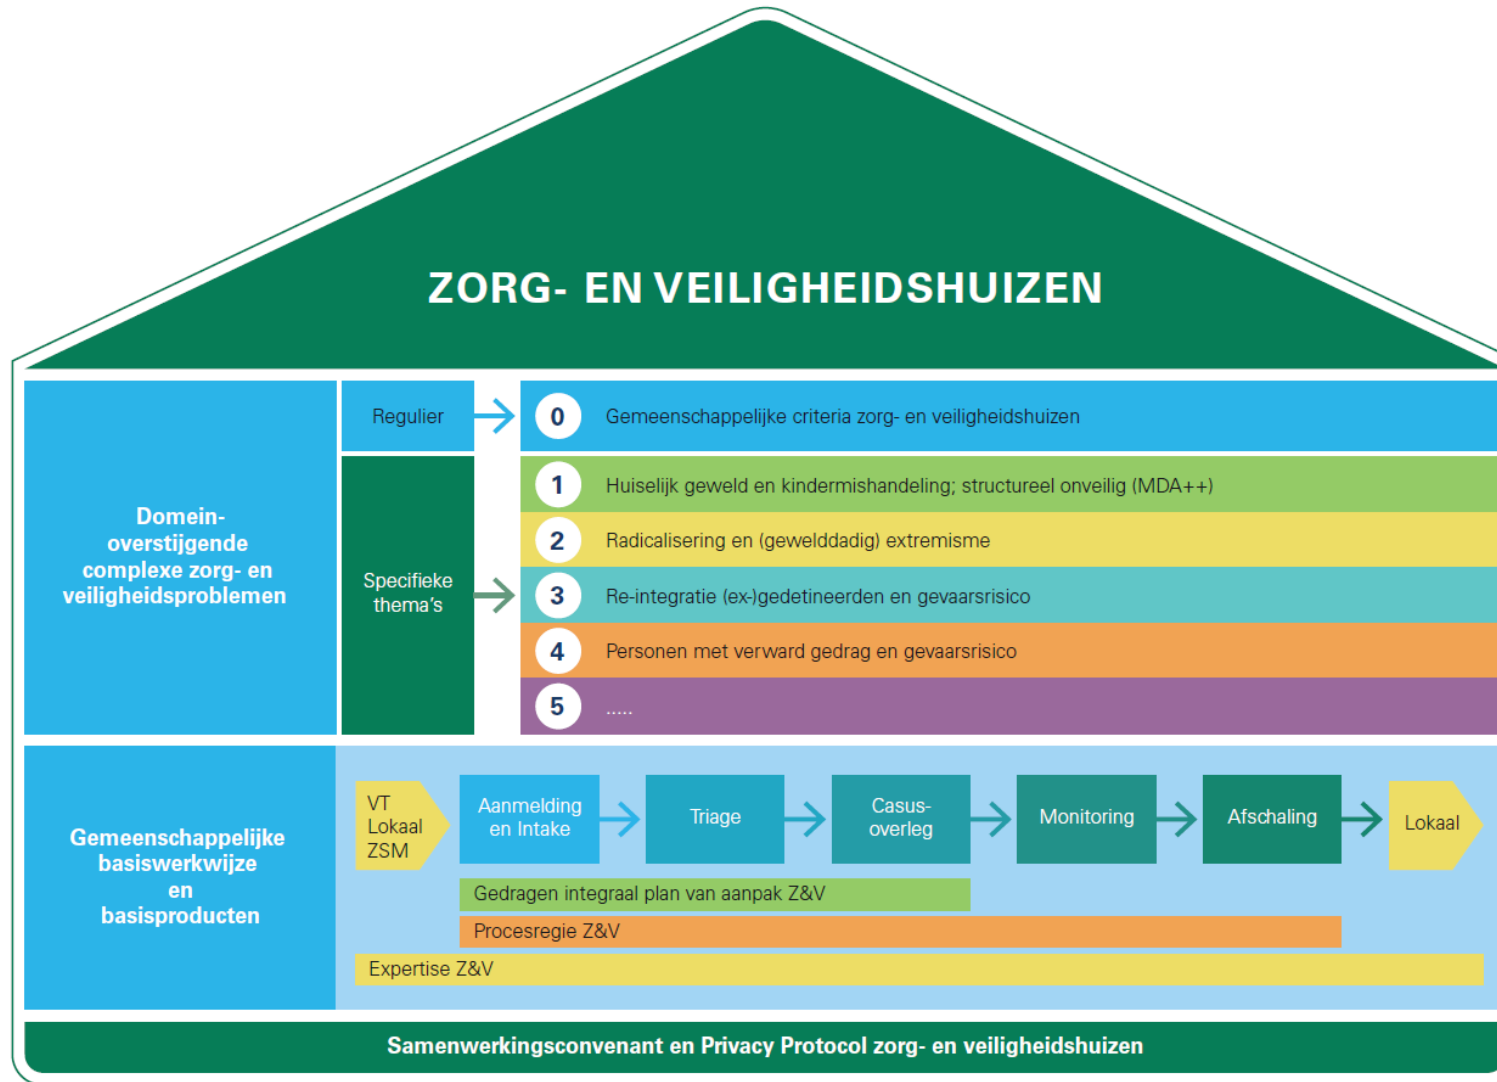 ZORG- EN VEILIGHEIDSHUIZEN
Domein-
overstijgende
complexe zorg- en
veiligheidsproblemen
Regulier
0 Gemeenschappelijke criteria zorg- en veiligheidshuizen
Specifieke
thema's
1 Huiselijk geweld en kindermishandeling; structureel onveilig (MDA++)
2 Radicalisering en (gewelddadig) extremisme
3 Re-integratie (ex-)gedetineerden en gevaarsrisico
4 Personen met verward gedrag en gevaarsrisico
5 .....
Gemeenschappelijke
basiswerkwijze
en
basisproducten
VT
Lokaal
ZSM
Aanmelding
en Intake
Triage
Casus-
overleg
Monitoring
Afschaling
Lokaal
Gedragen integraal plan van aanpak Z&V
Procesregie Z&V
Expertise Z&V
Samenwerkingsconvenant en Privacy Protocol zorg- en veiligheidshuizen